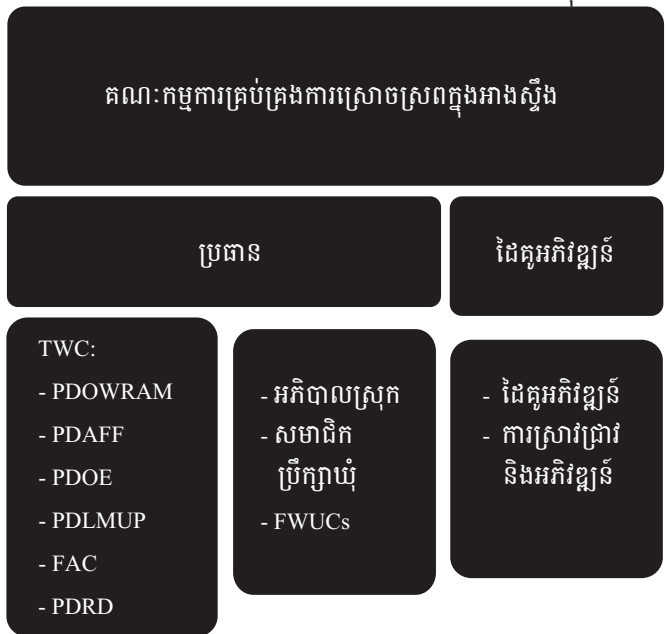 គណៈកម្មការគ្រប់គ្រងការស្រោចស្រពក្នុងអាងស្ទឹង
ប្រធាន
ដៃគូអភិវឌ្ឍន៍
TWC:
- PDOWRAM
- PDAFF
- PDOE
- PDLMUP
- FAC
- PDRD
- អភិបាលស្រុក
- សមាជិក
ប្រឹក្សាឃុំ
- FWUCs
- ដៃគូអភិវឌ្ឍន៍
- ការស្រាវជ្រាវ
និងអភិវឌ្ឍន៍